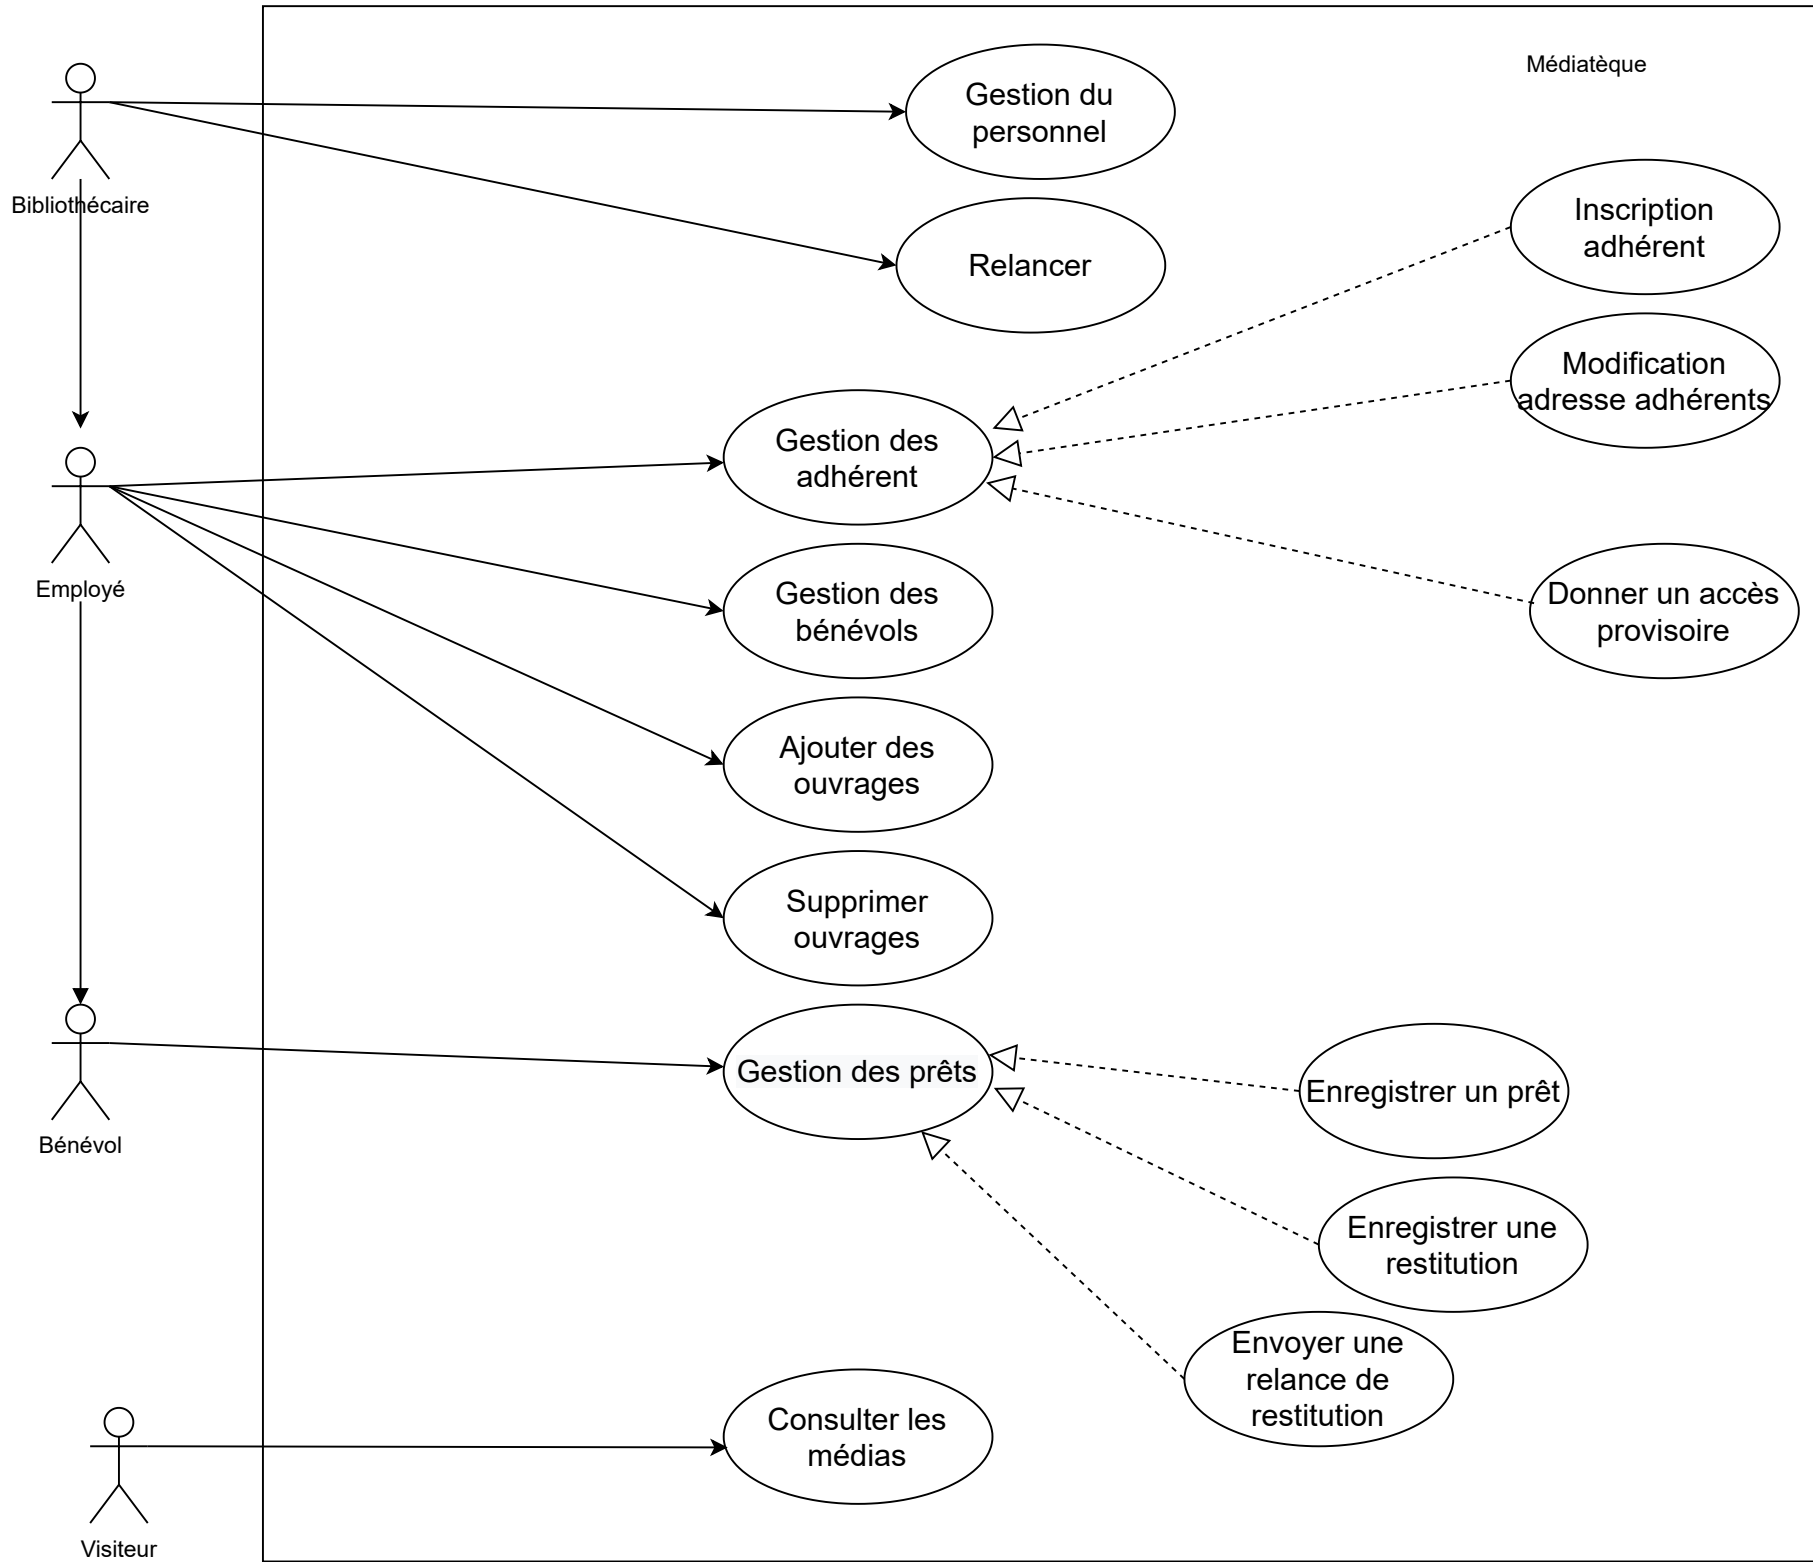 Médiatèque
Gestion du
personnel
Bibliothécaire
Inscription
adhérent
Relancer
Modification
adresse adhérents
Gestion des
adhérent
Employé
Gestion des
bénévols
Donner un accès
provisoire
Ajouter des
ouvrages
Supprimer
ouvrages
Gestion des prêts
Enregistrer un prêt
Bénévol
Enregistrer une
restitution
Envoyer une
relance de
restitution
Consulter les
médias
Visiteur